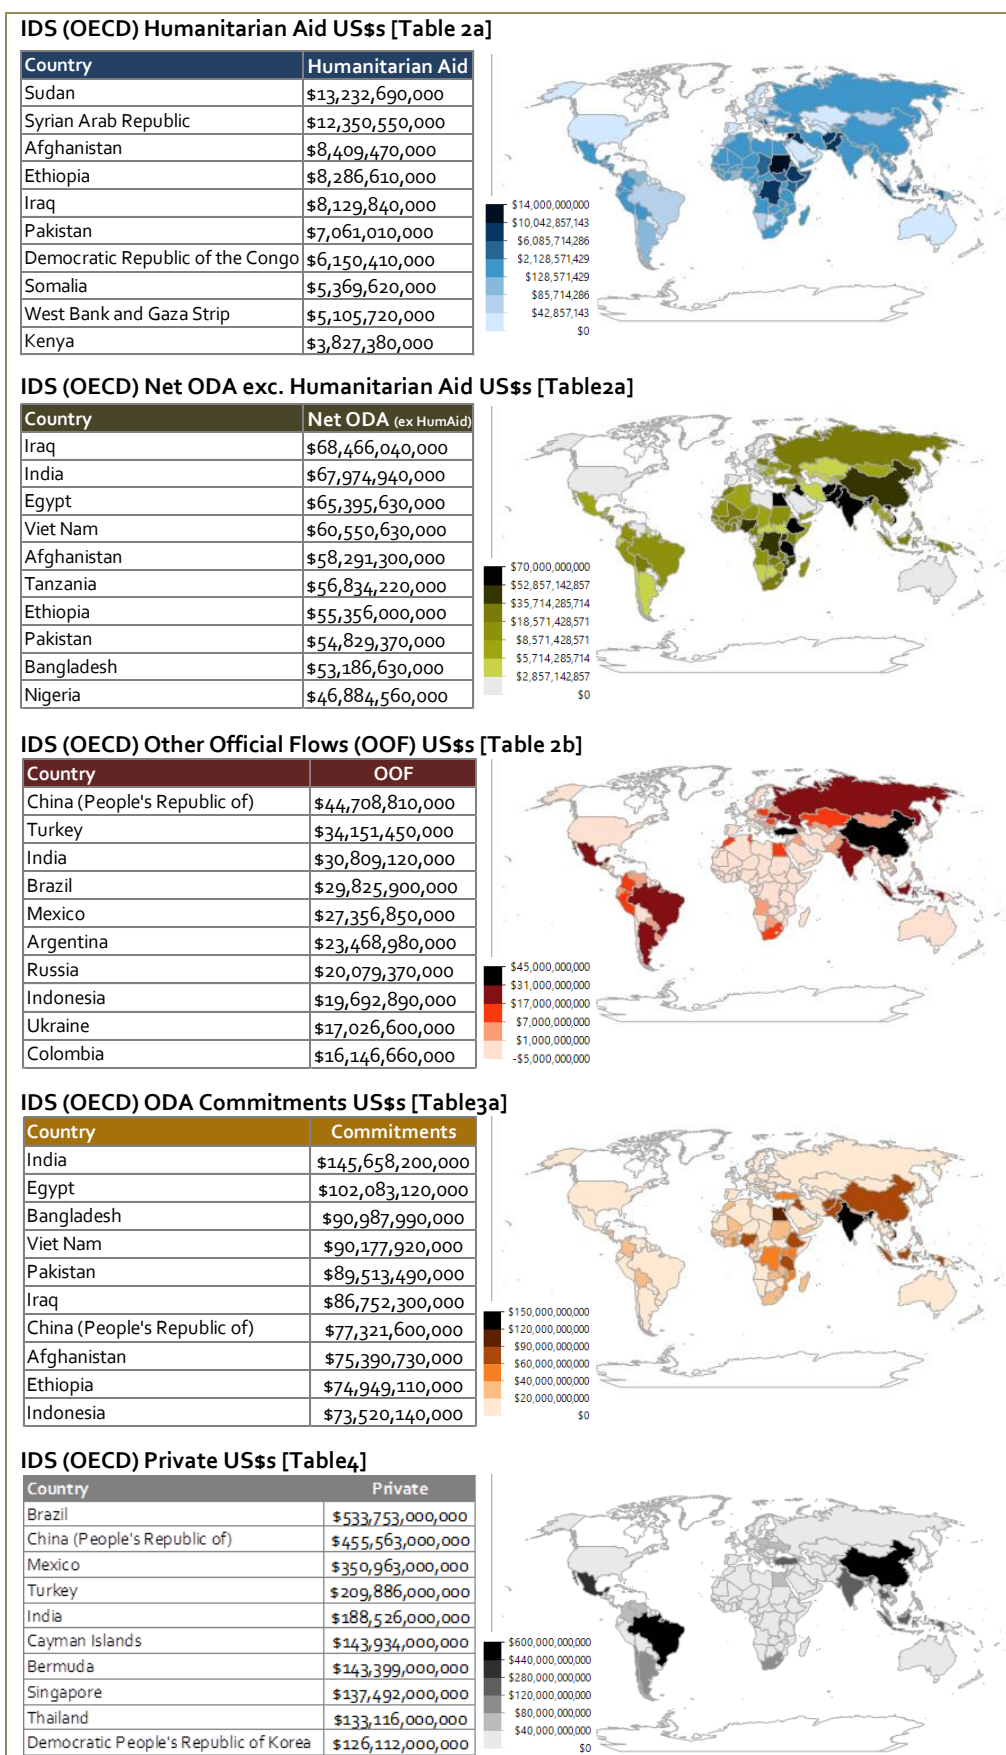 IDS (OECD) Humanitarian Aid US$s [Table 2a]
Country Humanitarian Aid
Sudan $13,232,690,000
Syrian Arab Republic $12,350,550,000
Afghanistan $8,409,470,000
Ethiopia $8,286,610,000
Iraq $8,129,840,000
Pakistan $7,061,010,000
Democratic Republic of the Congo $6,150,410,000
Somalia $5,369,620,000
West Bank and Gaza Strip $5,105,720,000
Kenya $3,827,380,000
$14,000,000,000
$10,042,857,143
$6,085,714,286
$2,128,571,429
$128,571,429
$85,714,286
$42,857,143
$0
IDS (OECD) Net ODA exc. Humanitarian Aid US$s [Table2a]
Country Net ODA (ex HumAid)
Iraq $68,466,040,000
India $67,974,940,000
Egypt $65,395,630,000
Viet Nam $60,550,630,000
Afghanistan $58,291,300,000
Tanzania $56,834,220,000
Ethiopia $55,356,000,000
Pakistan $54,829,370,000
Bangladesh $53,186,630,000
Nigeria $46,884,560,000
$70,000,000,000
$52,857,142,857
$35,714,285,714
$18,571,428,571
$8,571,428,571
$5,714,285,714
$2,857,142,857
$0
IDS (OECD) Other Official Flows (OOF) US$s [Table 2b]
Country OOF
China (People's Republic of) $44,708,810,000
Turkey $34,151,450,000
India $30,809,120,000
Brazil $29,825,900,000
Mexico $27,356,850,000
Argentina $23,468,980,000
Russia $20,079,370,000
Indonesia $19,692,890,000
Ukraine $17,026,600,000
Colombia $16,146,660,000
$45,000,000,000
$31,000,000,000
$17,000,000,000
$7,000,000,000
$1,000,000,000
-$5,000,000,000
IDS (OECD) ODA Commitments US$s [Table3a]
Country Commitments
India $145,658,200,000
Egypt $102,083,120,000
Bangladesh $90,987,990,000
Viet Nam $90,177,920,000
Pakistan $89,513,490,000
Iraq $86,752,300,000
China (People's Republic of) $77,321,600,000
Afghanistan $75,390,730,000
Ethiopia $74,949,110,000
Indonesia $73,520,140,000
$150,000,000,000
$120,000,000,000
$90,000,000,000
$60,000,000,000
$40,000,000,000
$20,000,000,000
$0
IDS (OECD) Private US$s [Table4]
Country Private
Brazil $533,753,000,000
China (People's Republic of) $455,563,000,000
Mexico $350,963,000,000
Turkey $209,886,000,000
India $188,526,000,000
Cayman Islands $143,934,000,000
Bermuda $143,399,000,000
Singapore $137,492,000,000
Thailand $133,116,000,000
Democratic People's Republic of Korea $126,112,000,000
$600,000,000,000
$440,000,000,000
$280,000,000,000
$120,000,000,000
$80,000,000,000
$40,000,000,000
$0